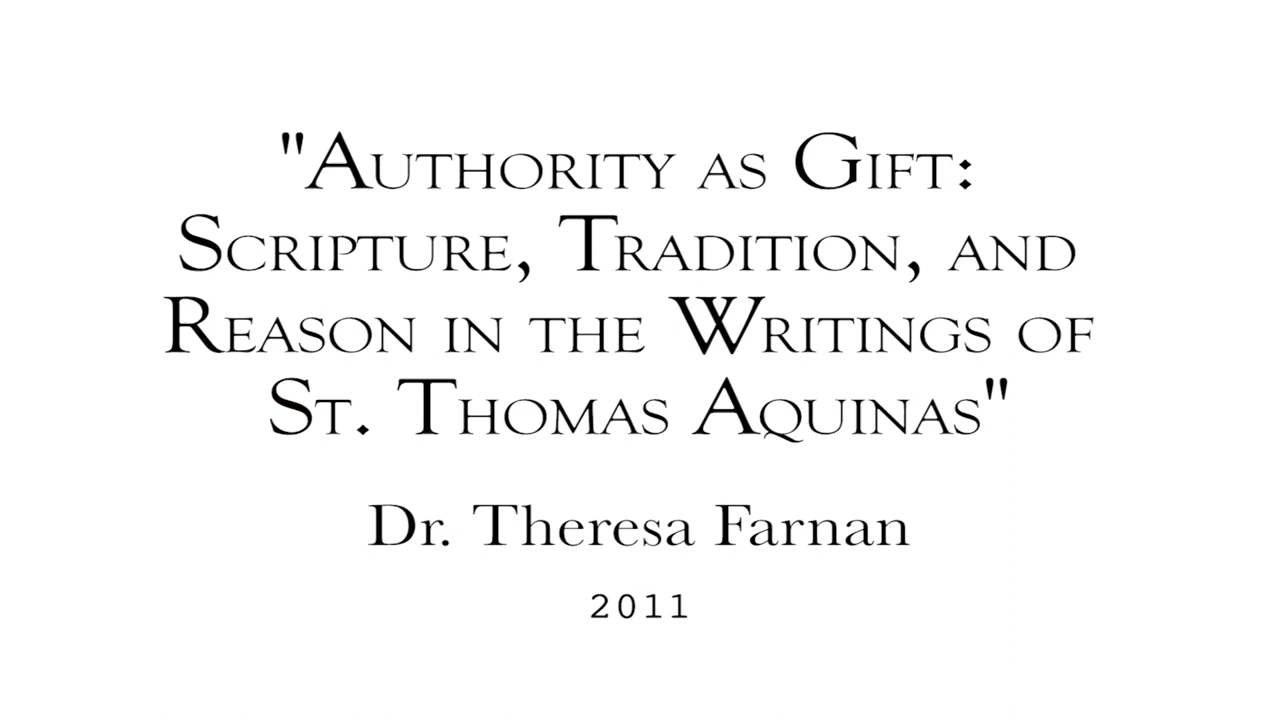 "Authority as Gift:
Scripture, Tradition, and
Reason in the Writings of
St. Thomas Aquinas"
Dr. Theresa Farnan
2011